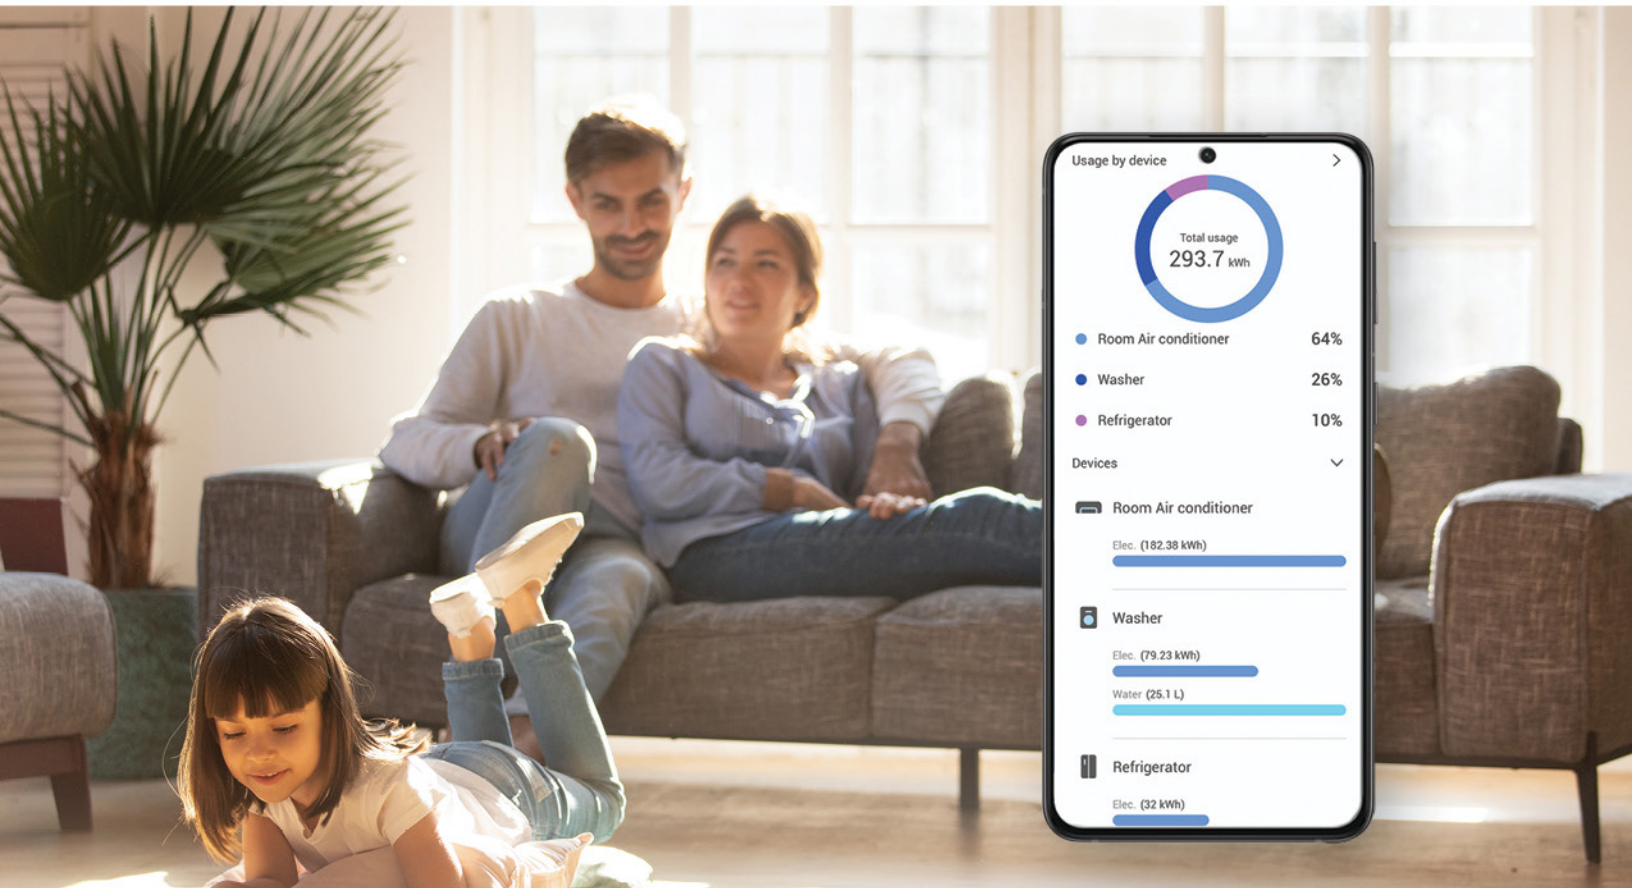 Usage by device
Total usage
293.7 kWh
Room Air conditioner 64%
Washer 26%
Refrigerator 10%
Devices
Room Air conditioner
Elec. (182.38 kWh)
Washer
Elec. (79.23 kWh)
Water (25.1 L)
Refrigerator
Elec. (32 kWh)